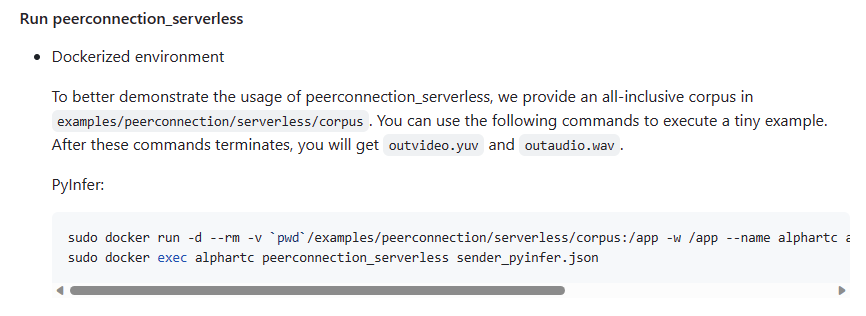 Run peerconnection_serverless
• Dockerized environment
To better demonstrate the usage of peerconnection_serverless, we provide an all-inclusive corpus in
examples/peerconnection/serverless/corpus. You can use the following commands to execute a tiny example.
After these commands terminates, you will get outvideo.yuv and outaudio.wav.
PyInfer:
sudo docker run -d --rm -v `pwd`/examples/peerconnection/serverless/corpus:/app -w /app --name alphartc a
sudo docker exec alphartc peerconnection_serverless sender_pyinfer.json